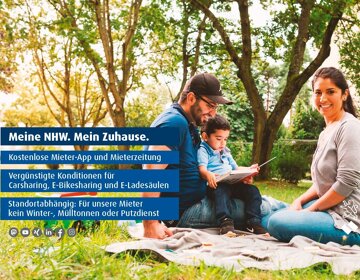 Meine NHW. Mein Zuhause.
Kostenlose Mieter-App und Mieterzeitung
Vergünstigte Konditionen für
Carsharing, E-Bikesharing und E-Ladesäulen
Standortabhängig: Für unsere Mieter
kein Winter-, Mülltonnen oder Putzdienst